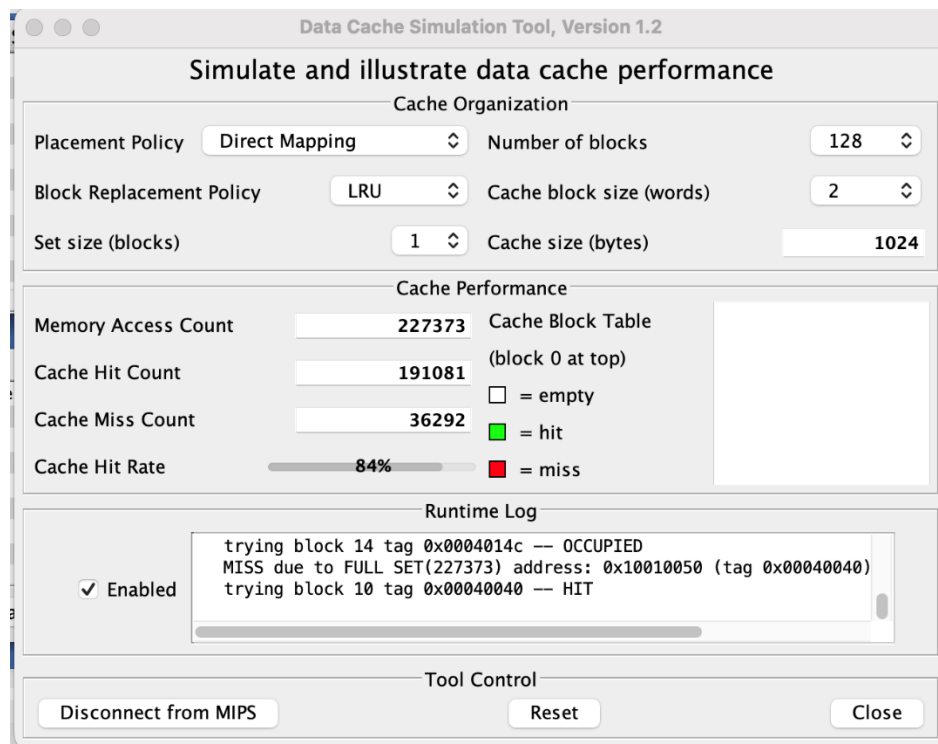 Data Cache Simulation Tool, Version 1.2
Simulate and illustrate data cache performance
Cache Organization
Placement Policy Direct Mapping Number of blocks 128
Block Replacement Policy LRU Cache block size (words) 2
Set size (blocks) 1 Cache size (bytes) 1024
Cache Performance
Memory Access Count 227373 Cache Block Table
(block 0 at top)
Cache Hit Count 191081
= empty
Cache Miss Count 36292
= hit
Cache Hit Rate 84% = miss
Runtime Log
Enabled
trying block 14 tag 0x0004014c -- OCCUPIED
MISS due to FULL SET(227373) address: 0x10010050 (tag 0x00040040)
trying block 10 tag 0x00040040 -- HIT
Tool Control
Disconnect from MIPS Reset Close